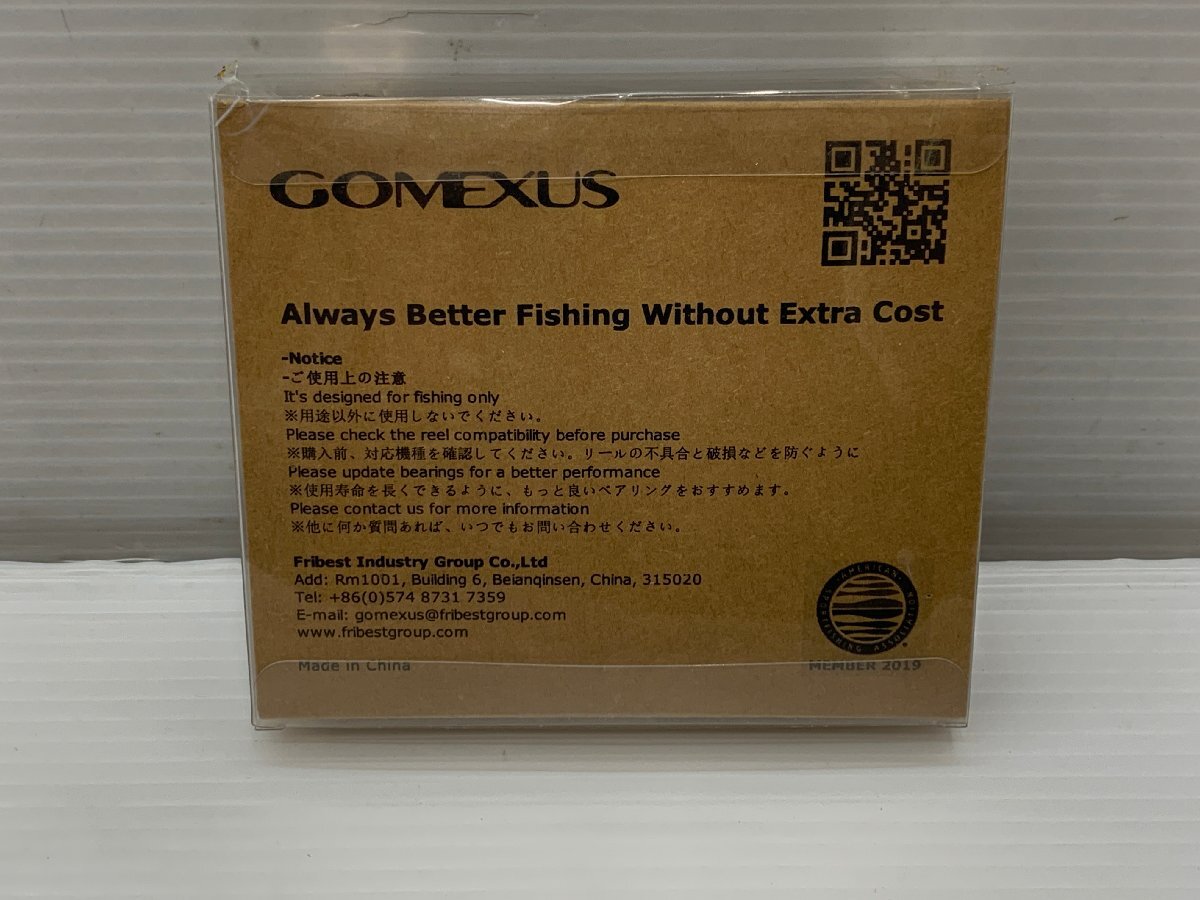 GOMEXUS
Always Better Fishing Without Extra Cost
-Notice
-ご使用上の注意
It's designed for fishing only
※用途以外に使用しないでください。
Please check the reel compatibility before purchase
※購入前、対応機種を確認してください。リールの不具合と破損などを防ぐように
Please update bearings for a better performance
※使用寿命を長くできるように、もっと良いベアリングをおすすめます。
Please contact us for more information
※他に何か質問あれば、いつでもお問い合わせください。
Fribest Industry Group Co.,Ltd
Add: Rm1001, Building 6, Beianqinsen, China, 315020
Tel: +86(0)574 8731 7359
E-mail: gomexus@fribestgroup.com
www.fribestgroup.com
Made in China
AMERICAN
MEMBER 2019